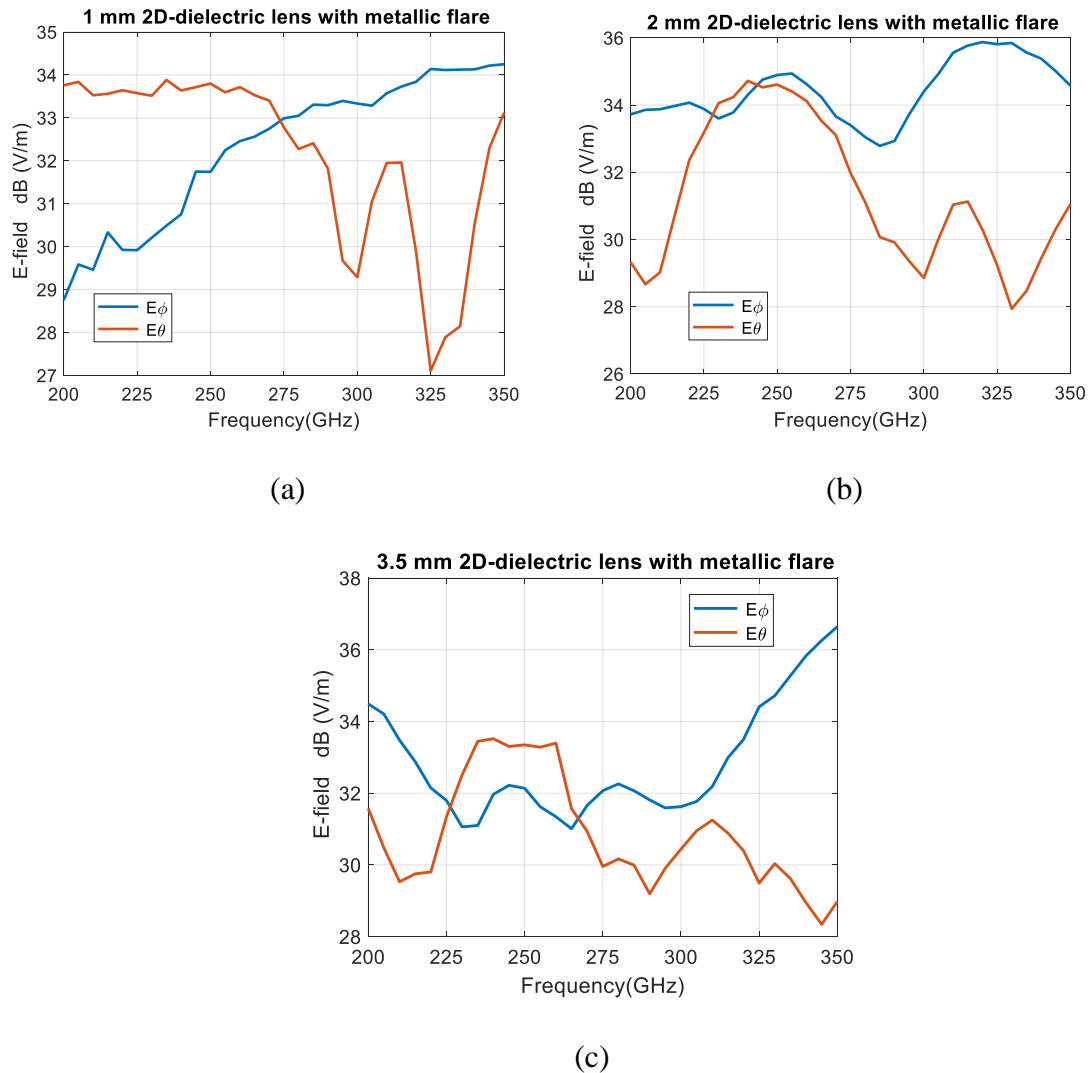 1 mm 2D-dielectric lens with metallic flare
35
34
33
32
31
30
29
28
27
E-field dB (V/m)
Eϕ
Eθ
200 225 250 275 300 325 350
Frequency(GHz)
(a)
2 mm 2D-dielectric lens with metallic flare
36
34
32
30
28
26
E-field dB (V/m)
Eϕ
Eθ
200 225 250 275 300 325 350
Frequency(GHz)
(b)
3.5 mm 2D-dielectric lens with metallic flare
38
36
34
32
30
28
E-field dB (V/m)
Eϕ
Eθ
200 225 250 275 300 325 350
Frequency(GHz)
(c)